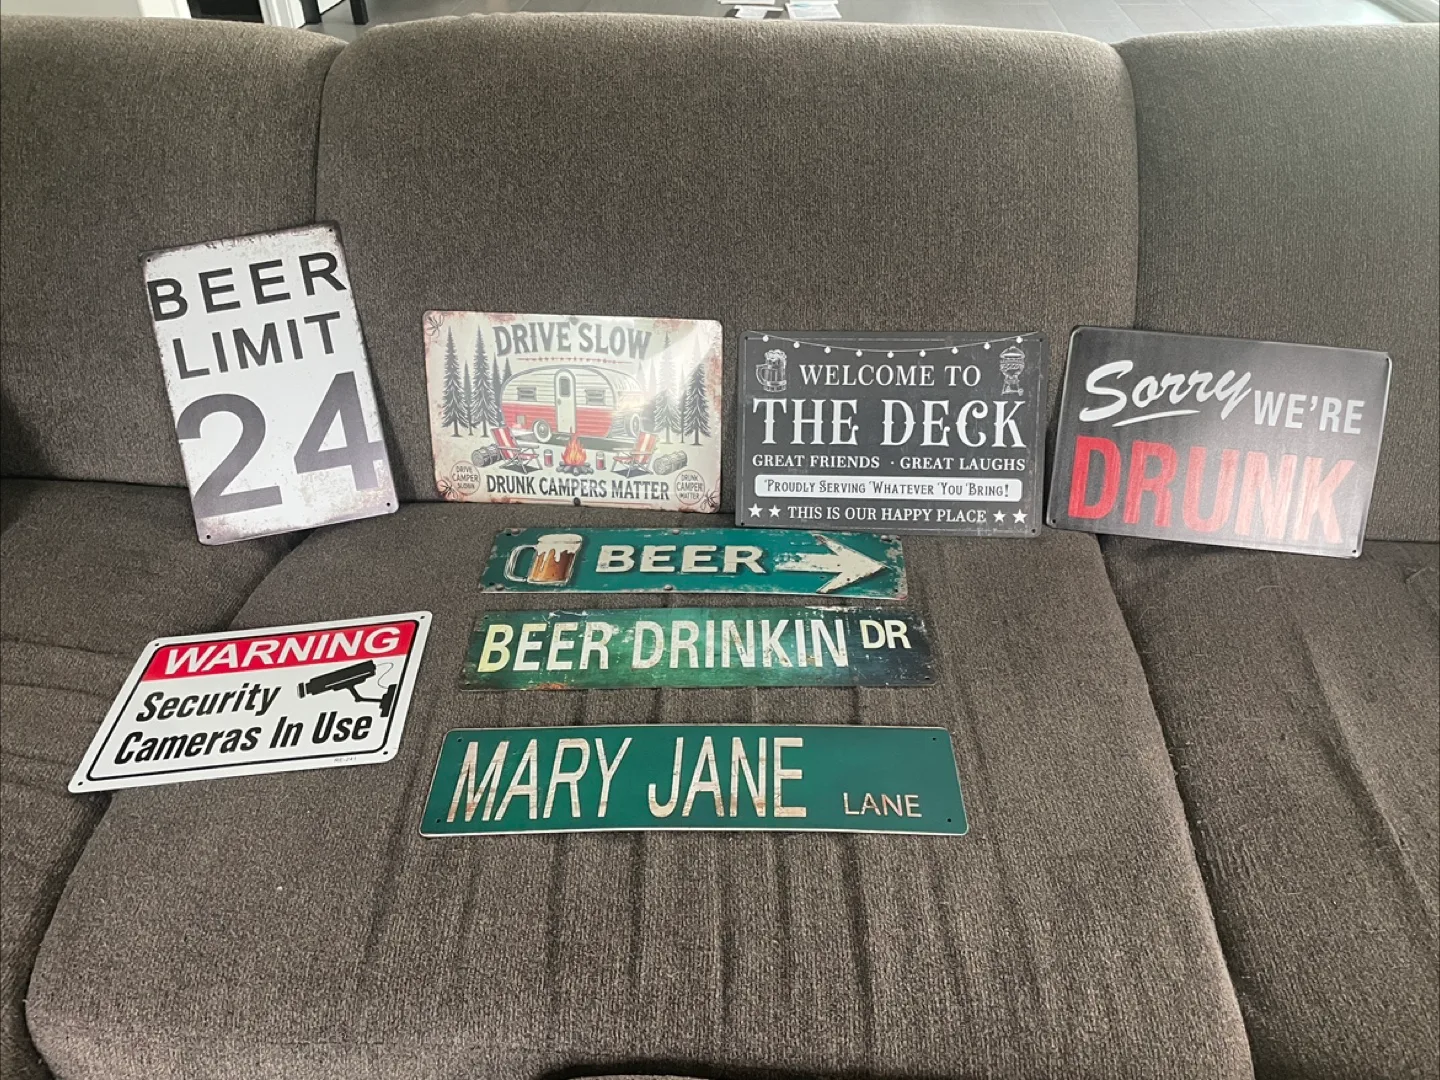 BEER
LIMIT
24
DRIVE SLOW
DRUNK CAMPERS MATTER
WELCOME TO
THE DECK
GREAT FRIENDS · GREAT LAUGHS
PROUDLY SERVING WHATEVER YOU BRING!
THIS IS OUR HAPPY PLACE
Sorry WE'RE
DRUNK
BEER
BEER DRINKIN DR
WARNING
Security
Cameras In Use
MARY JANE LANE